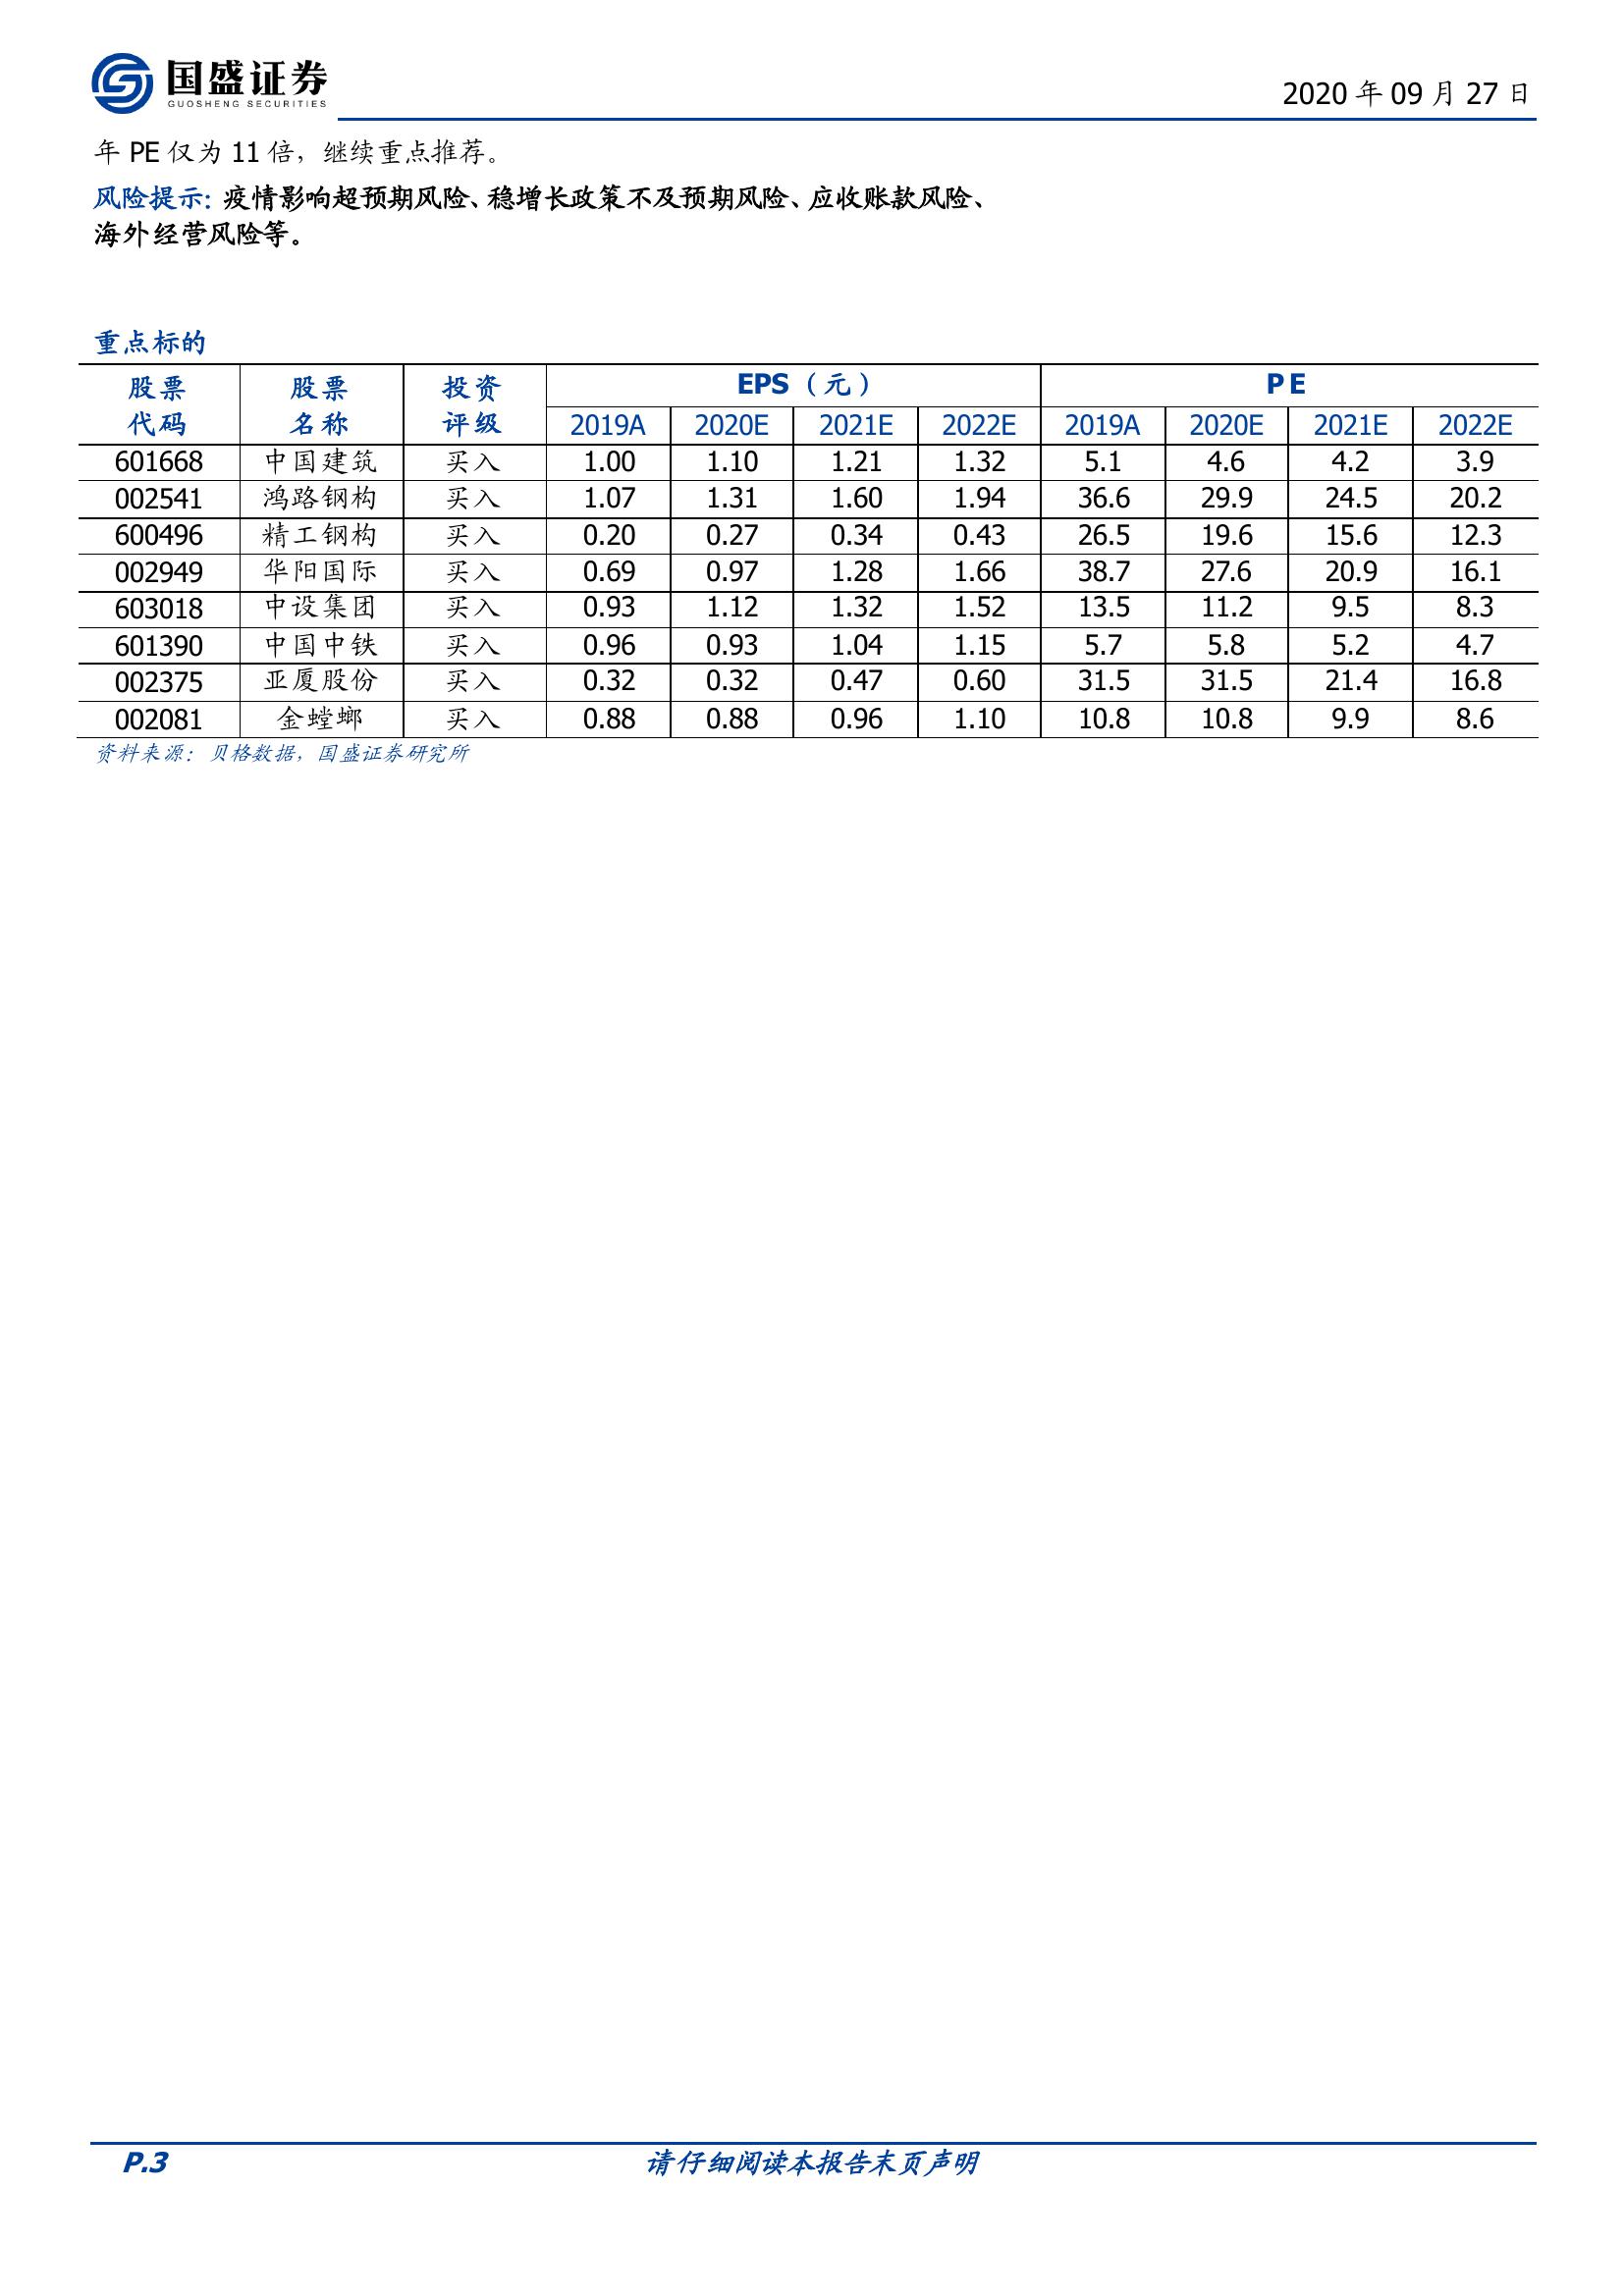 国盛证券
GUOSHENG SECURITIES
2020 年 09 月 27 日
年 PE 仅为 11 倍，继续重点推荐。
风险提示：疫情影响超预期风险、稳增长政策不及预期风险、应收账款风险、
海外经营风险等。
重点标的
股票代码 股票名称 投资评级 EPS（元） PE
2019A 2020E 2021E 2022E 2019A 2020E 2021E 2022E
601668 中国建筑 买入 1.00 1.10 1.21 1.32 5.1 4.6 4.2 3.9
002541 鸿路钢构 买入 1.07 1.31 1.60 1.94 36.6 29.9 24.5 20.2
600496 精工钢构 买入 0.20 0.27 0.34 0.43 26.5 19.6 15.6 12.3
002949 华阳国际 买入 0.69 0.97 1.28 1.66 38.7 27.6 20.9 16.1
603018 中设集团 买入 0.93 1.12 1.32 1.52 13.5 11.2 9.5 8.3
601390 中国中铁 买入 0.96 0.93 1.04 1.15 5.7 5.8 5.2 4.7
002375 亚厦股份 买入 0.32 0.32 0.47 0.60 31.5 31.5 21.4 16.8
002081 金螳螂 买入 0.88 0.88 0.96 1.10 10.8 10.8 9.9 8.6
资料来源：贝格数据，国盛证券研究所
P.3 请仔细阅读本报告末页声明